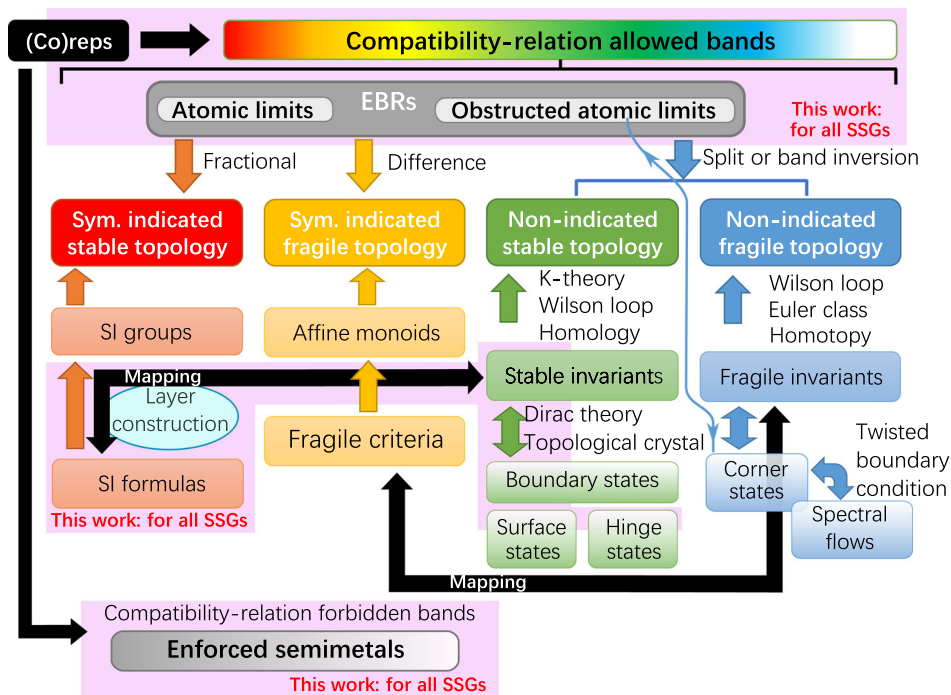 (Co)reps
Compatibility-relation allowed bands
EBRs
Atomic limits
Obstructed atomic limits
This work:
for all SSGs
Fractional
Difference
Split or band inversion
Sym. indicated
stable topology
Sym. indicated
fragile topology
Non-indicated
stable topology
Non-indicated
fragile topology
K-theory
Wilson loop
Homology
Wilson loop
Euler class
Homotopy
SI groups
Affine monoids
Stable invariants
Fragile invariants
Mapping
Layer
construction
Fragile criteria
Dirac theory
Topological crystal
Twisted
boundary
condition
SI formulas
Boundary states
Corner
states
This work: for all SSGs
Surface
states
Hinge
states
Spectral
flows
Mapping
Compatibility-relation forbidden bands
Enforced semimetals
This work: for all SSGs